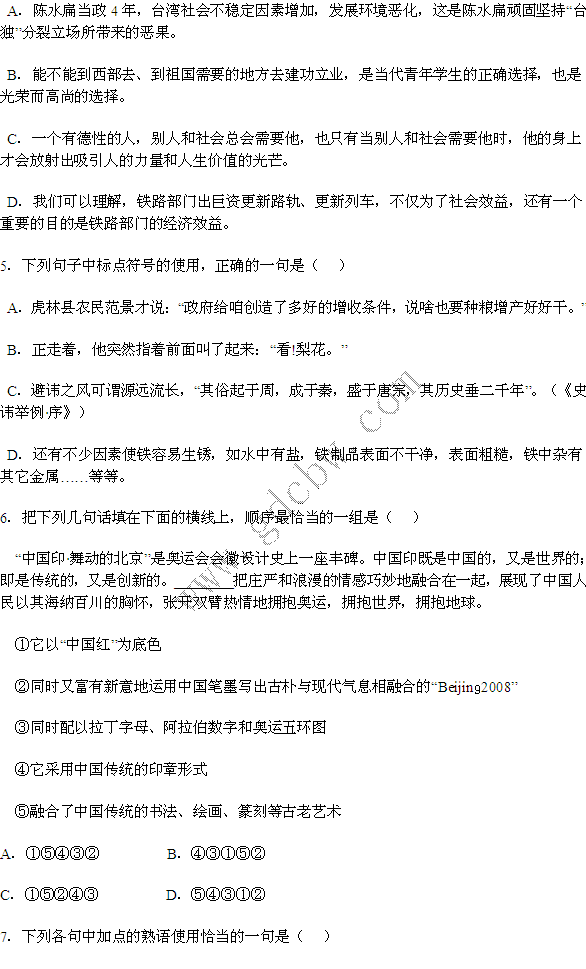 A．陈水扁当政 4 年，台湾社会不稳定因素增加，发展环境恶化，这是陈水扁顽固坚持“台
独”分裂立场所带来的恶果。
B．能不能到西部去、到祖国需要的地方去建功立业，是当代青年学生的正确选择，也是
光荣而高尚的选择。
C．一个有德性的人，别人和社会总会需要他，也只有当别人和社会需要他时，他的身上
才会放射出吸引人的力量和人生价值的光芒。
D．我们可以理解，铁路部门出巨资更新路轨、更新列车，不仅为了社会效益，还有一个
重要的目的是铁路部门的经济效益。
5．下列句子中标点符号的使用，正确的一句是（　）
A．虎林县农民范景才说：“政府给咱创造了多好的增收条件，说啥也要种粮增产好好干。”
B．正走着，他突然指着前面叫了起来：“看!梨花。”
C．避讳之风可谓源远流长，“其俗起于周，成于秦，盛于唐宗，其历史垂二千年”。（《史
讳举例·序》）
D．还有不少因素使铁容易生锈，如水中有盐，铁制品表面不干净，表面粗糙，铁中杂有
其它金属……等等。
6．把下列几句话填在下面的横线上，顺序最恰当的一组是（　）
“中国印·舞动的北京”是奥运会会徽设计史上一座丰碑。中国印既是中国的，又是世界的；
即是传统的，又是创新的。________把庄严和浪漫的情感巧妙地融合在一起，展现了中国人
民以其海纳百川的胸怀，张开双臂热情地拥抱奥运，拥抱世界，拥抱地球。
①它以“中国红”为底色
②同时又富有新意地运用中国笔墨写出古朴与现代气息相融合的“Beijing2008”
③同时配以拉丁字母、阿拉伯数字和奥运五环图
④它采用中国传统的印章形式
⑤融合了中国传统的书法、绘画、篆刻等古老艺术
A．①⑤④③② B．④③①⑤②
C．①⑤②④③ D．⑤④③①②
7．下列各句中加点的熟语使用恰当的一句是（　）
www.gdcbw.com